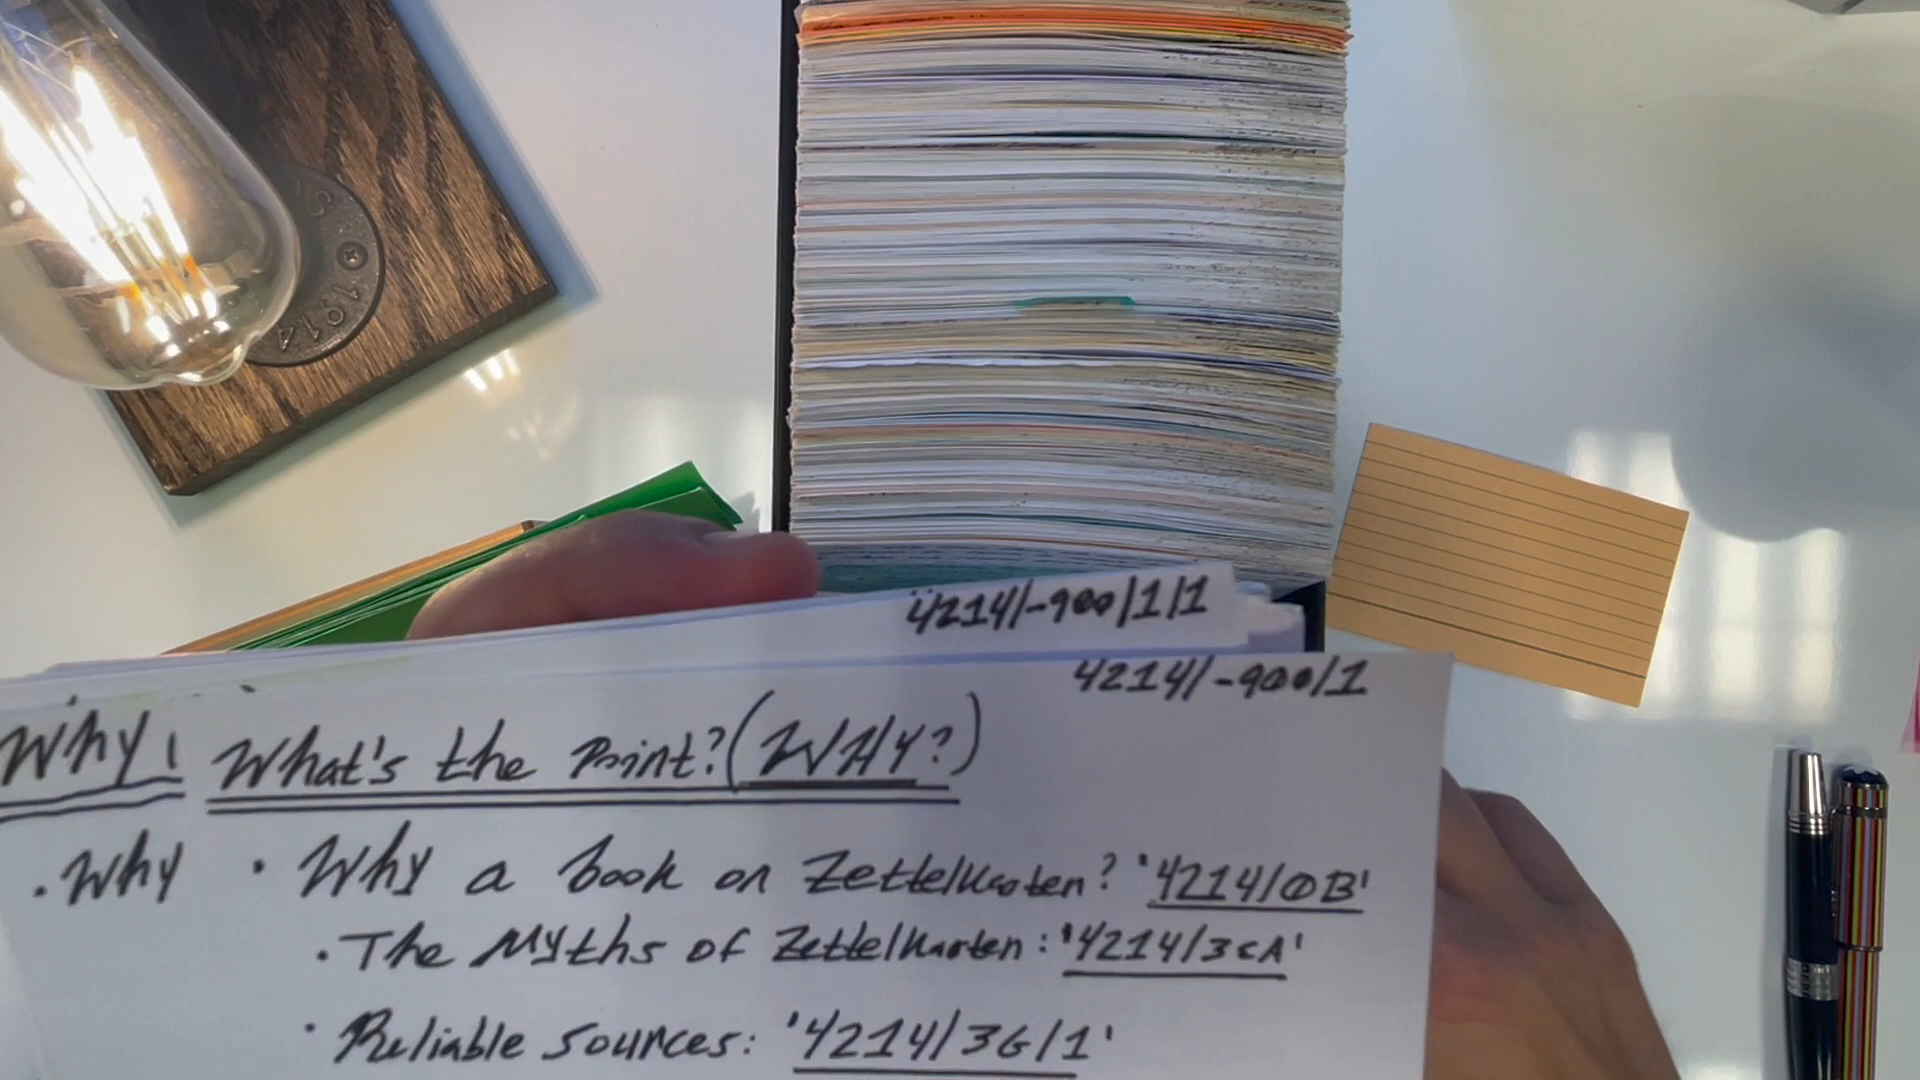 S
1914
4214/-900/1/1
4214/-900/1
Why! What's the Point? (WHY?)
• Why • Why a book on Zettelkasten? '4214/0B'
• The Myths of Zettelkasten: '4214/3cA'
• Reliable Sources: '4214/3G/1'